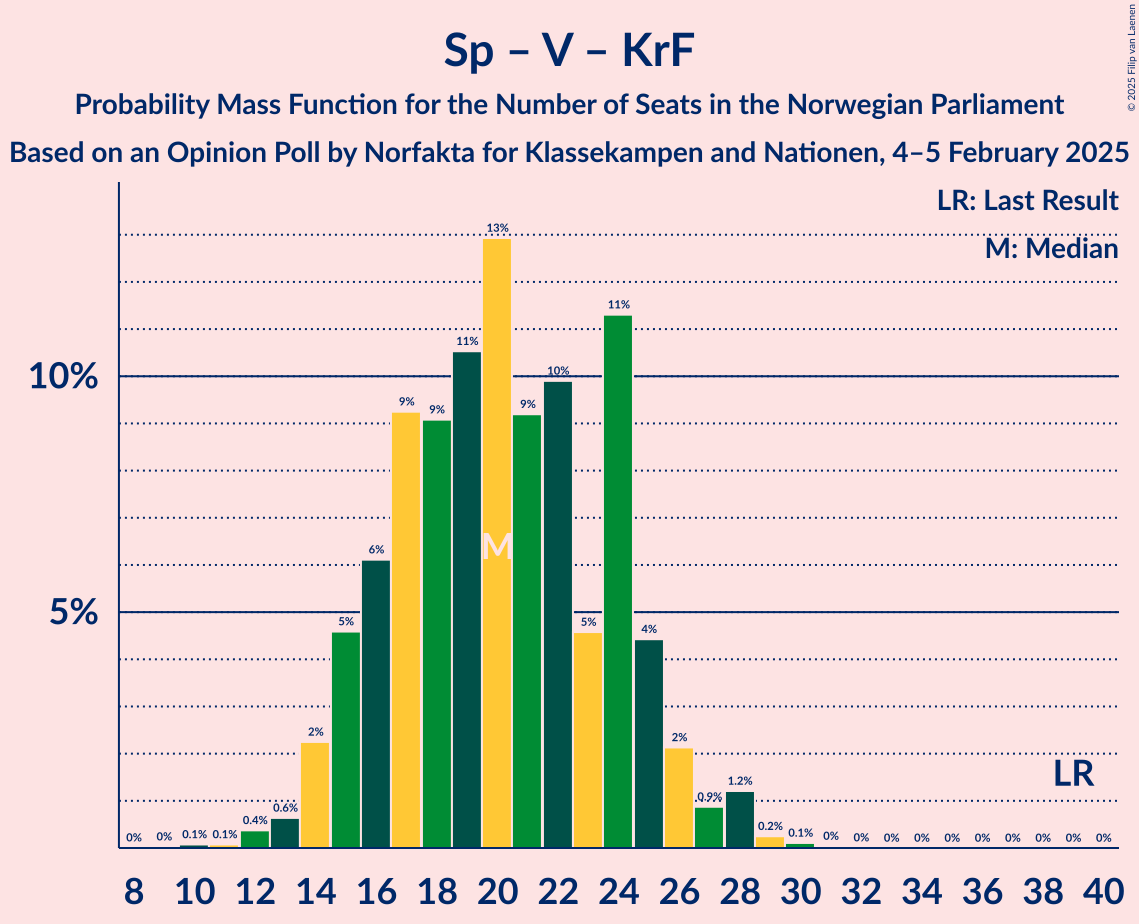 Sp – V – KrF
Probability Mass Function for the Number of Seats in the Norwegian Parliament
Based on an Opinion Poll by Norfakta for Klassekampen and Nationen, 4–5 February 2025
© 2025 Filip van Laenen
LR: Last Result
M: Median
10%
5%
0% 0% 0.1% 0.1% 0.4% 0.6% 2% 5% 6% 9% 9% 11% 13% 9% 10% 5% 11% 4% 2% 0.9% 1.2% 0.2% 0.1% 0% 0% 0% 0% 0% 0% 0% 0% 0% 0%
M
LR
8 10 12 14 16 18 20 22 24 26 28 30 32 34 36 38 40